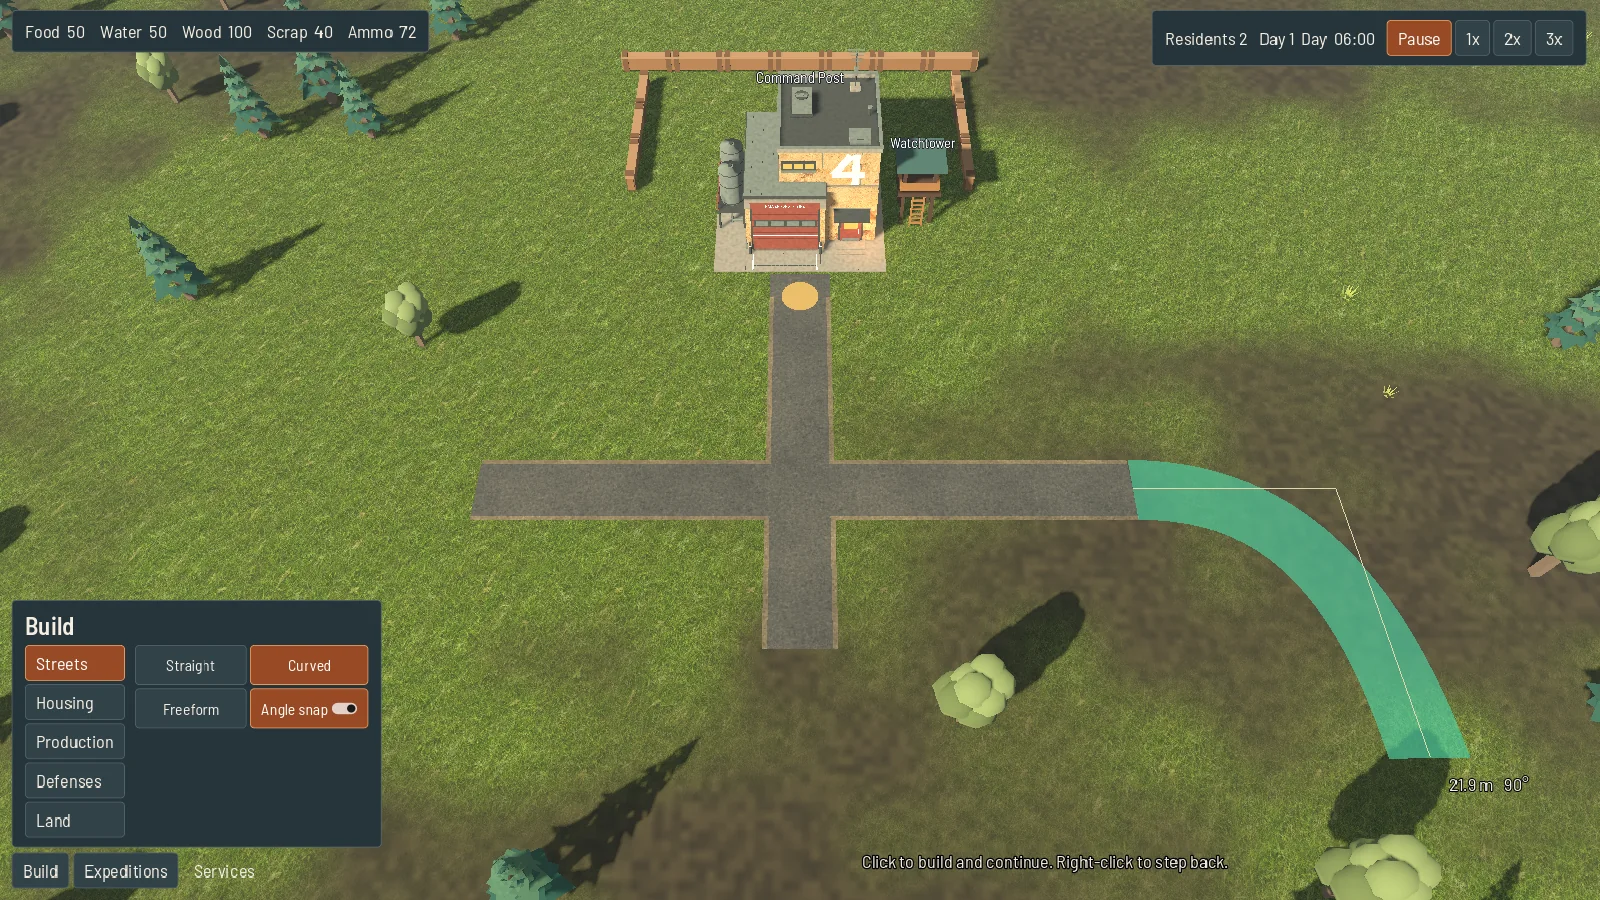 Food 50 Water 50 Wood 100 Scrap 40 Ammo 72
Residents 2 Day 1 Day 06:00 Pause 1x 2x 3x
Command Post
Watchtower
4
Build
Streets
Straight
Curved
Housing
Freeform
Angle snap
Production
Defenses
Land
21.9 m 90°
Click to build and continue. Right-click to step back.
Build
Expeditions
Services